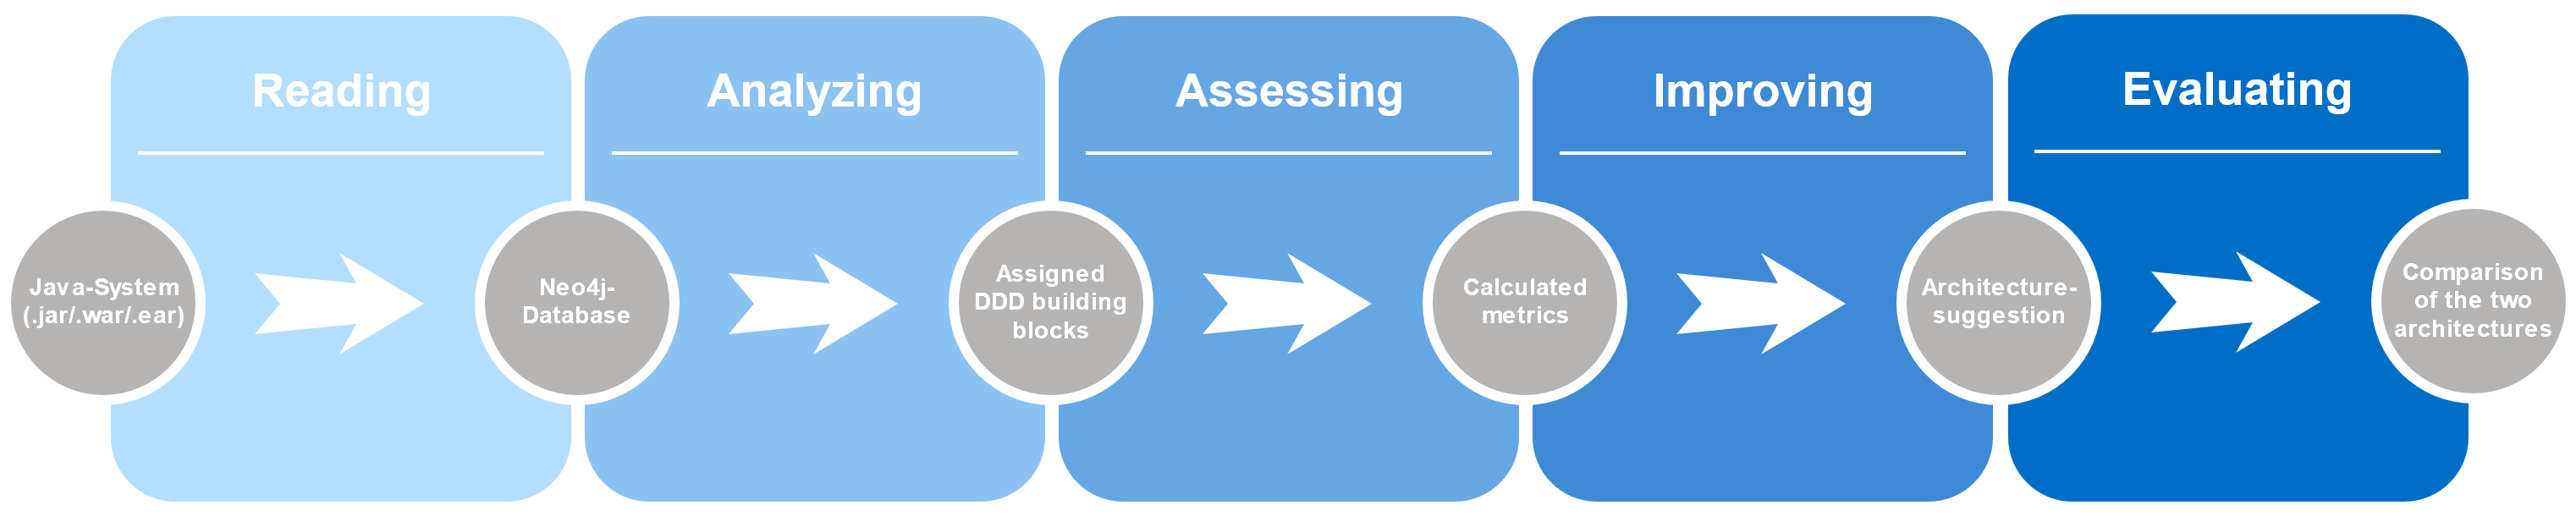 Reading
Analyzing
Assessing
Improving
Evaluating
Java-System
(.jar/.war/.ear)
Neo4j-
Database
Assigned
DDD building
blocks
Calculated
metrics
Architecture-
suggestion
Comparison
of the two
architectures